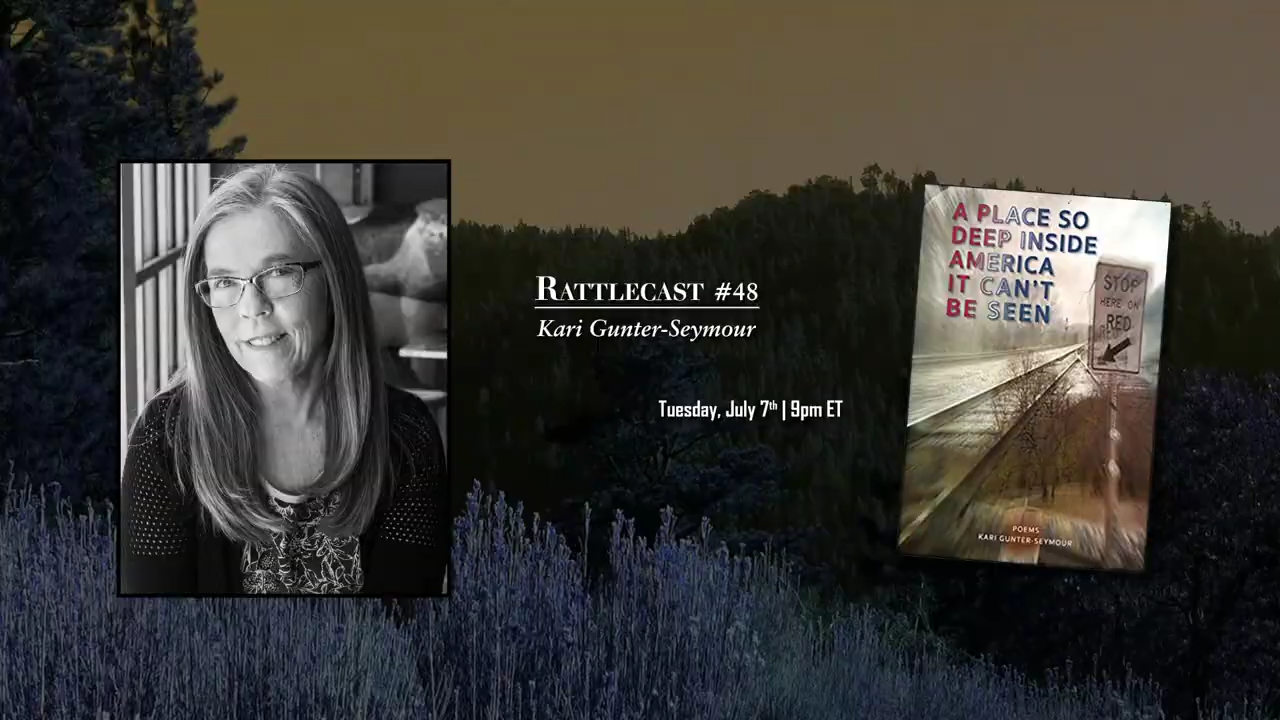 RATTLECAST #48
Kari Gunter-Seymour
Tuesday, July 7th | 9pm ET
A PLACE SO
DEEP INSIDE
AMERICA
IT CAN'T
BE SEEN
STOP
HERE ON
RED
POEMS
KARI GUNTER-SEYMOUR